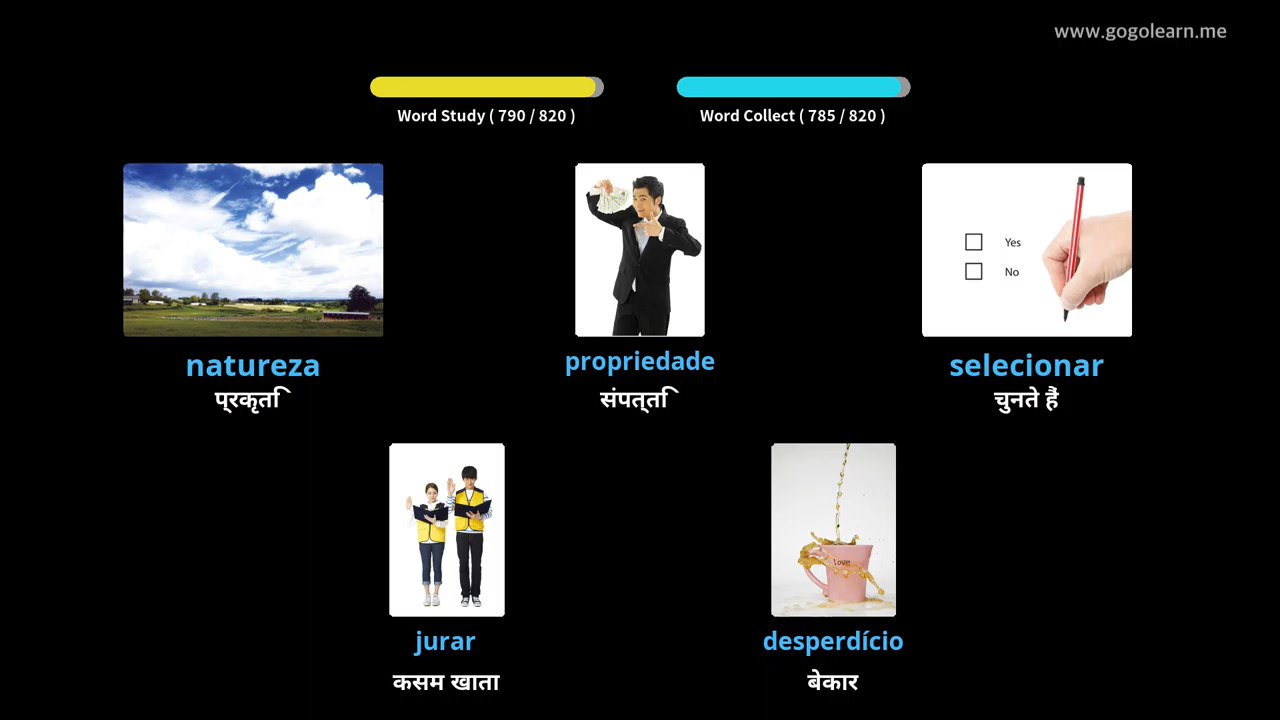 www.gogolearn.me
Word Study ( 790 / 820 )
Word Collect ( 785 / 820 )
Yes
No
natureza
propriedade
selecionar
प्रकृति
संपत्ति
चुनते हैं
love
jurar
desperdício
कसम खाता
बेकार